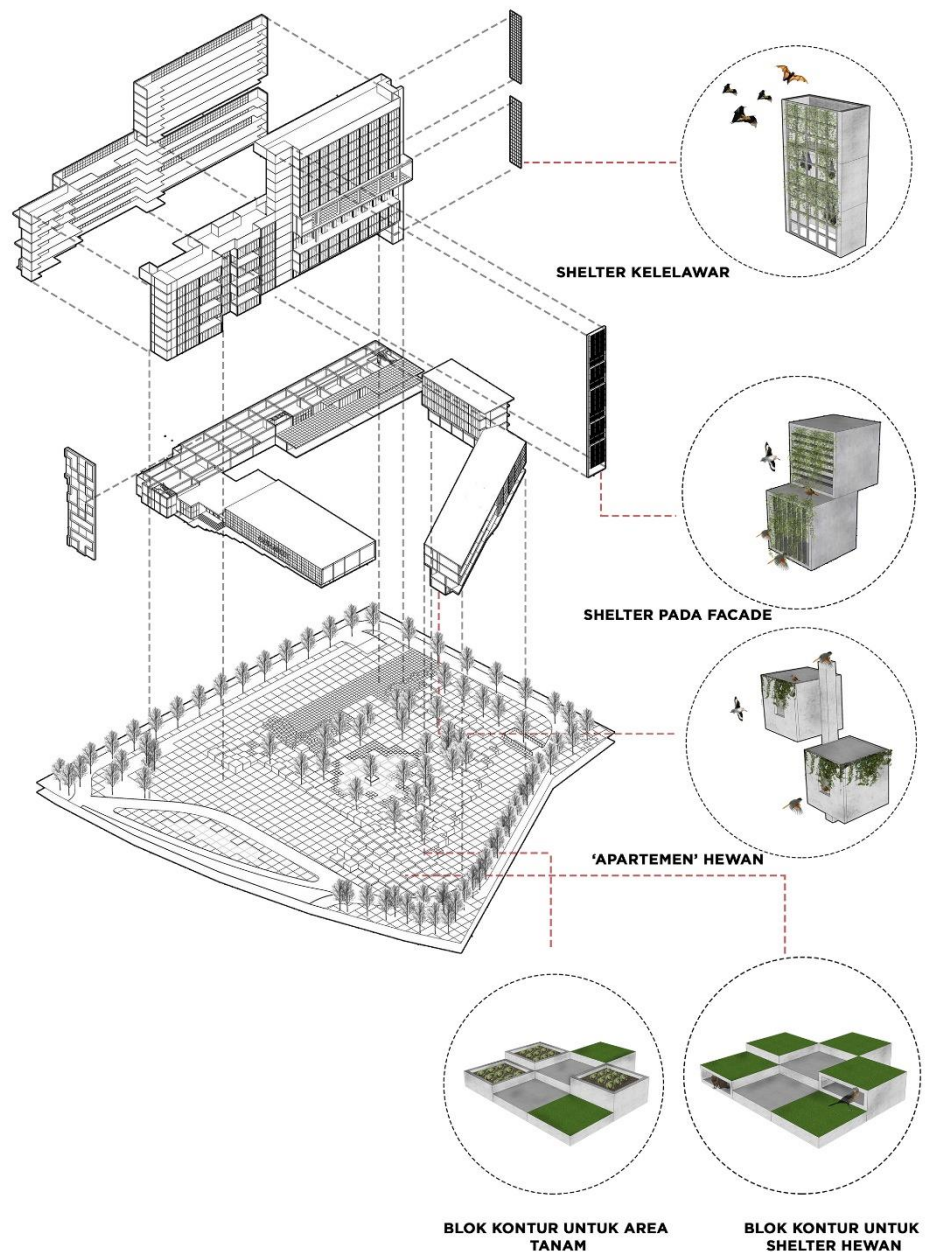 SHELTER KELELAWAR
SHELTER PADA FACADE
‘APARTEMEN’ HEWAN
BLOK KONTUR UNTUK AREA
TANAM
BLOK KONTUR UNTUK
SHELTER HEWAN